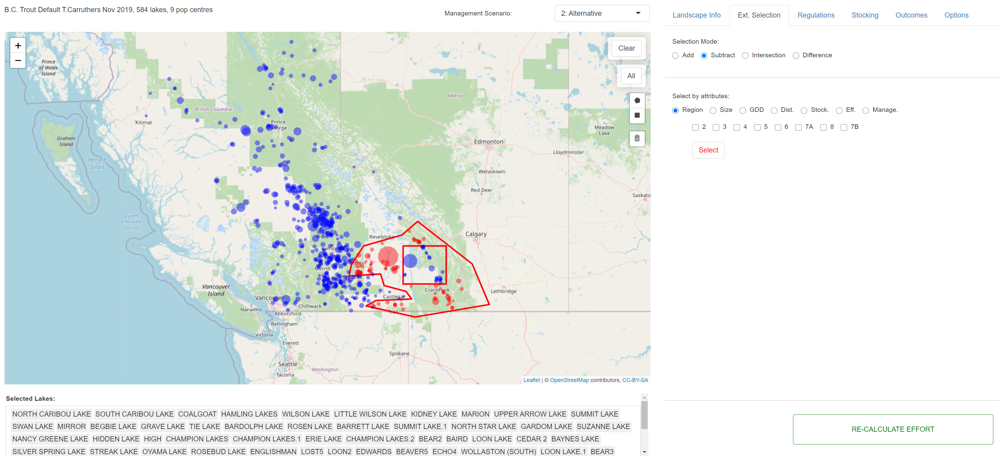 B.C. Trout Default T.Carruthers Nov 2019, 584 lakes, 9 pop centres
Management Scenario:
2: Alternative
Landscape Info
Ext. Selection
Regulations
Stocking
Outcomes
Options
+
−
Clear
All
Prince
of Wales
Island
British Columbia
Alberta
Kitimat
Prince
George
Graham
Island
Hecate
Strait
Edmonton
Meadow
Lake
Lloydminster
Wetaskiwin
Red Deer
Saskato
Queen
Charlotte
Sound
Revelstoke
Calgary
Merritt
Vancouver
Island
Cranbrook
Lethbridge
Castlegar
Vancouver
Nanaimo
Chilliwack
Abbotsford
Trail
Bellingham
Victoria
Everett
Spokane
Seattle
Washington
Tacoma
Leaflet | © OpenStreetMap contributors, CC-BY-SA
Selection Mode:
Add Subtract Intersection Difference
Select by attributes:
Region Size GDD Dist. Stock. Eff. Manage.
2 3 4 5 6 7A 8 7B
Select
Selected Lakes:
NORTH CARIBOU LAKE SOUTH CARIBOU LAKE COALGOAT HAMLING LAKES WILSON LAKE LITTLE WILSON LAKE KIDNEY LAKE MARION UPPER ARROW LAKE SUMMIT LAKE
SWAN LAKE MIRROR BEGBIE LAKE GRAVE LAKE TIE LAKE BARDOLPH LAKE ROSEN LAKE BARRETT LAKE SUMMIT LAKE.1 NORTH STAR LAKE GARDOM LAKE SUZANNE LAKE
NANCY GREENE LAKE HIDDEN LAKE HIGH CHAMPION LAKES CHAMPION LAKES.1 ERIE LAKE CHAMPION LAKES.2 BEAR2 BAIRD LOON LAKE CEDAR 2 BAYNES LAKE
SILVER SPRING LAKE STREAK LAKE OYAMA LAKE ROSEBUD LAKE ENGLISHMAN LOST5 LOON2 EDWARDS BEAVER5 ECHO4 WOLLASTON (SOUTH) LOON LAKE.1 BEAR3
RE-CALCULATE EFFORT